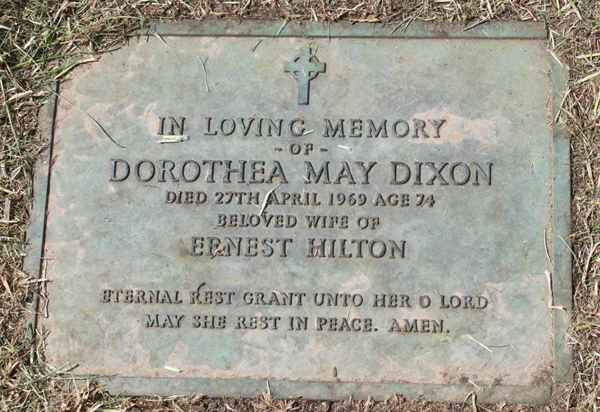 IN LOVING MEMORY
- OF -
DOROTHEA MAY DIXON
DIED 27TH APRIL 1969 AGE 74
BELOVED WIFE OF
ERNEST HILTON
ETERNAL REST GRANT UNTO HER O LORD
MAY SHE REST IN PEACE. AMEN.